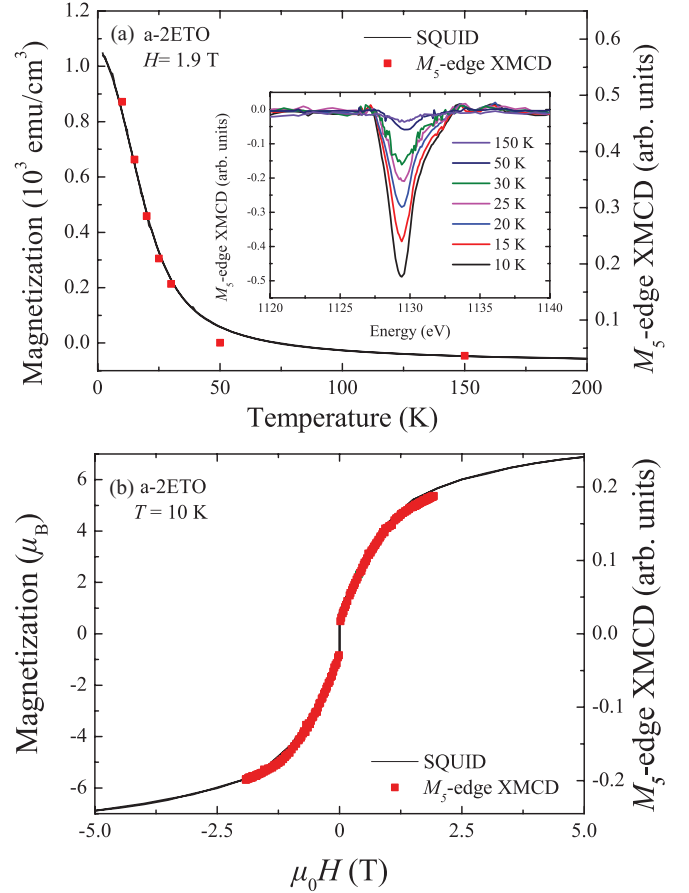 (a) a-2ETO
H= 1.9 T
SQUID
M5-edge XMCD
Magnetization (10³ emu/cm³)
1.2
1.0
0.8
0.6
0.4
0.2
0.0
M5-edge XMCD (arb. units)
0.6
0.5
0.4
0.3
0.2
0.1
0.0
M5-edge XMCD (arb. units)
0.0
-0.1
-0.2
-0.3
-0.4
-0.5
150 K
50 K
30 K
25 K
20 K
15 K
10 K
1120 1125 1130 1135 1140
Energy (eV)
0 50 100 150 200
Temperature (K)
(b) a-2ETO
T = 10 K
Magnetization (μB)
6
4
2
0
-2
-4
-6
M5-edge XMCD (arb. units)
0.2
0.1
0.0
-0.1
-0.2
SQUID
M5-edge XMCD
-5.0 -2.5 0 2.5 5.0
μ0H (T)